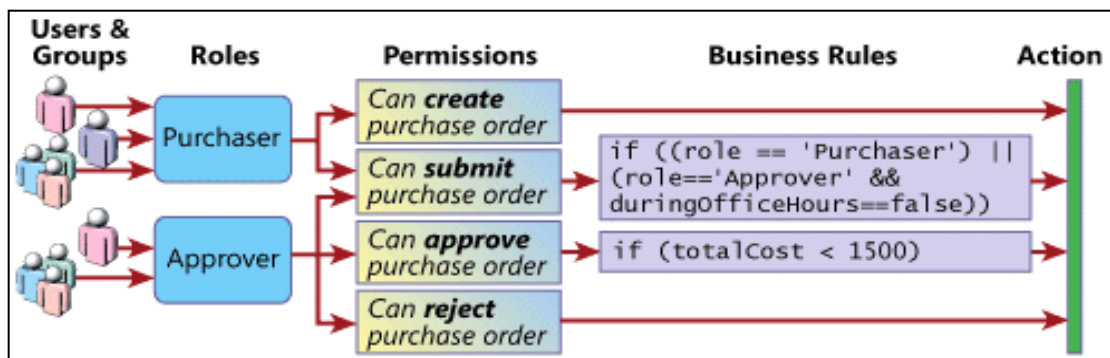 Users &
Groups
Roles
Permissions
Business Rules
Action
Purchaser
Approver
Can create
purchase order
Can submit
purchase order
Can approve
purchase order
Can reject
purchase order
if ((role == 'Purchaser') ||
(role=='Approver' &&
duringOfficeHours==false))
if (totalCost < 1500)